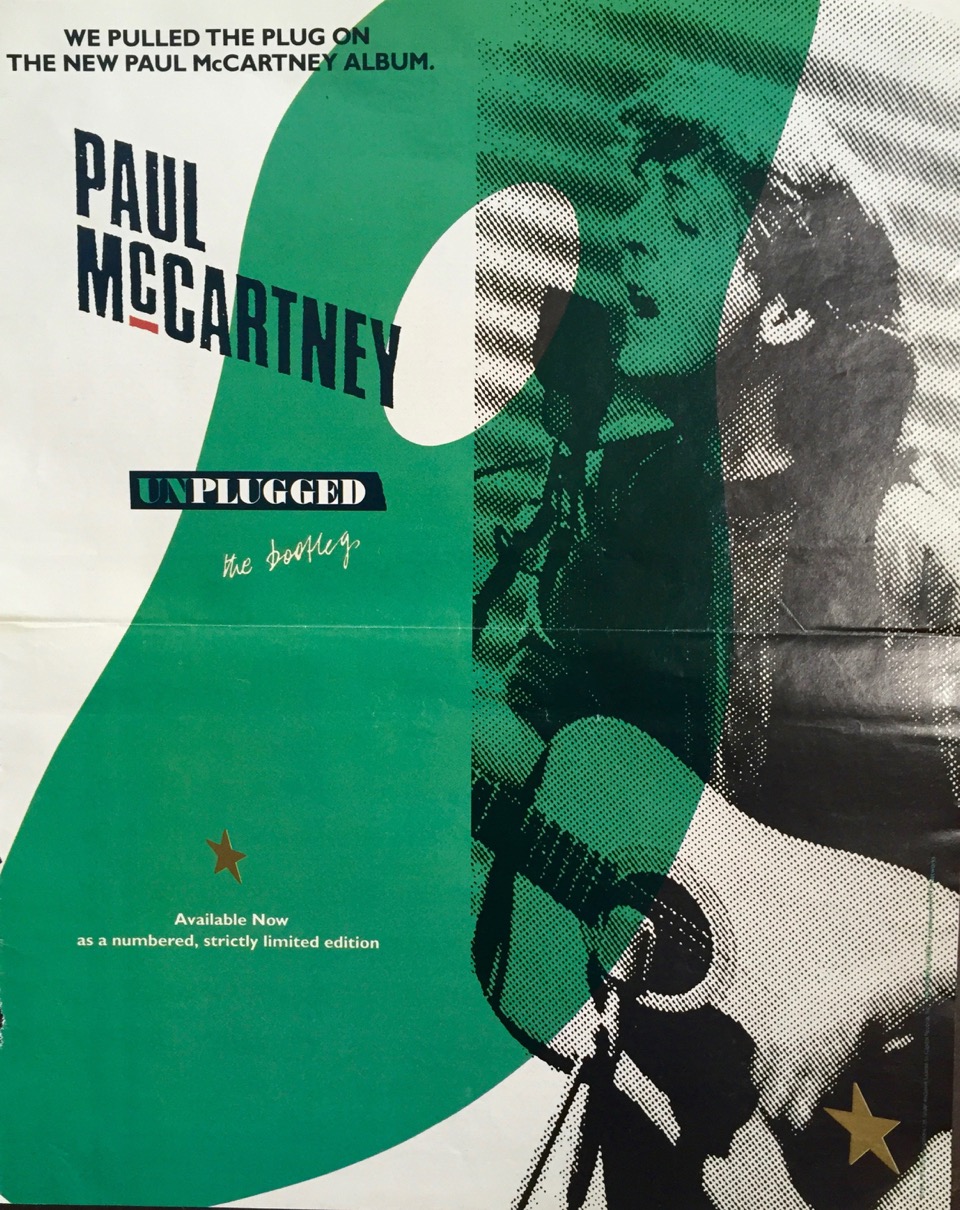 WE PULLED THE PLUG ON
THE NEW PAUL McCARTNEY ALBUM.
PAUL
McCARTNEY
UNPLUGGED
the bootleg
Available Now
as a numbered, strictly limited edition